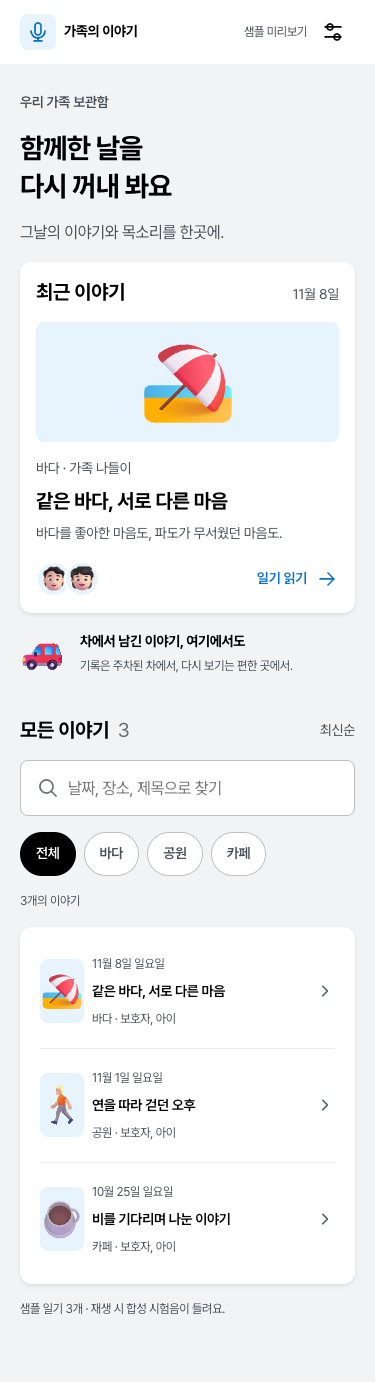 가족의 이야기
샘플 미리보기
우리 가족 보관함
함께한 날을
다시 꺼내 봐요
그날의 이야기와 목소리를 한곳에.
최근 이야기
11월 8일
바다 · 가족 나들이
같은 바다, 서로 다른 마음
바다를 좋아한 마음도, 파도가 무서웠던 마음도.
일기 읽기
차에서 남긴 이야기, 여기에서도
기록은 주차된 차에서, 다시 보기는 편한 곳에서.
모든 이야기 3
최신순
날짜, 장소, 제목으로 찾기
전체
바다
공원
카페
3개의 이야기
11월 8일 일요일
같은 바다, 서로 다른 마음
바다 · 보호자, 아이
11월 1일 일요일
연을 따라 걷던 오후
공원 · 보호자, 아이
10월 25일 일요일
비를 기다리며 나눈 이야기
카페 · 보호자, 아이
샘플 일기 3개 · 재생 시 합성 시험음이 들려요.